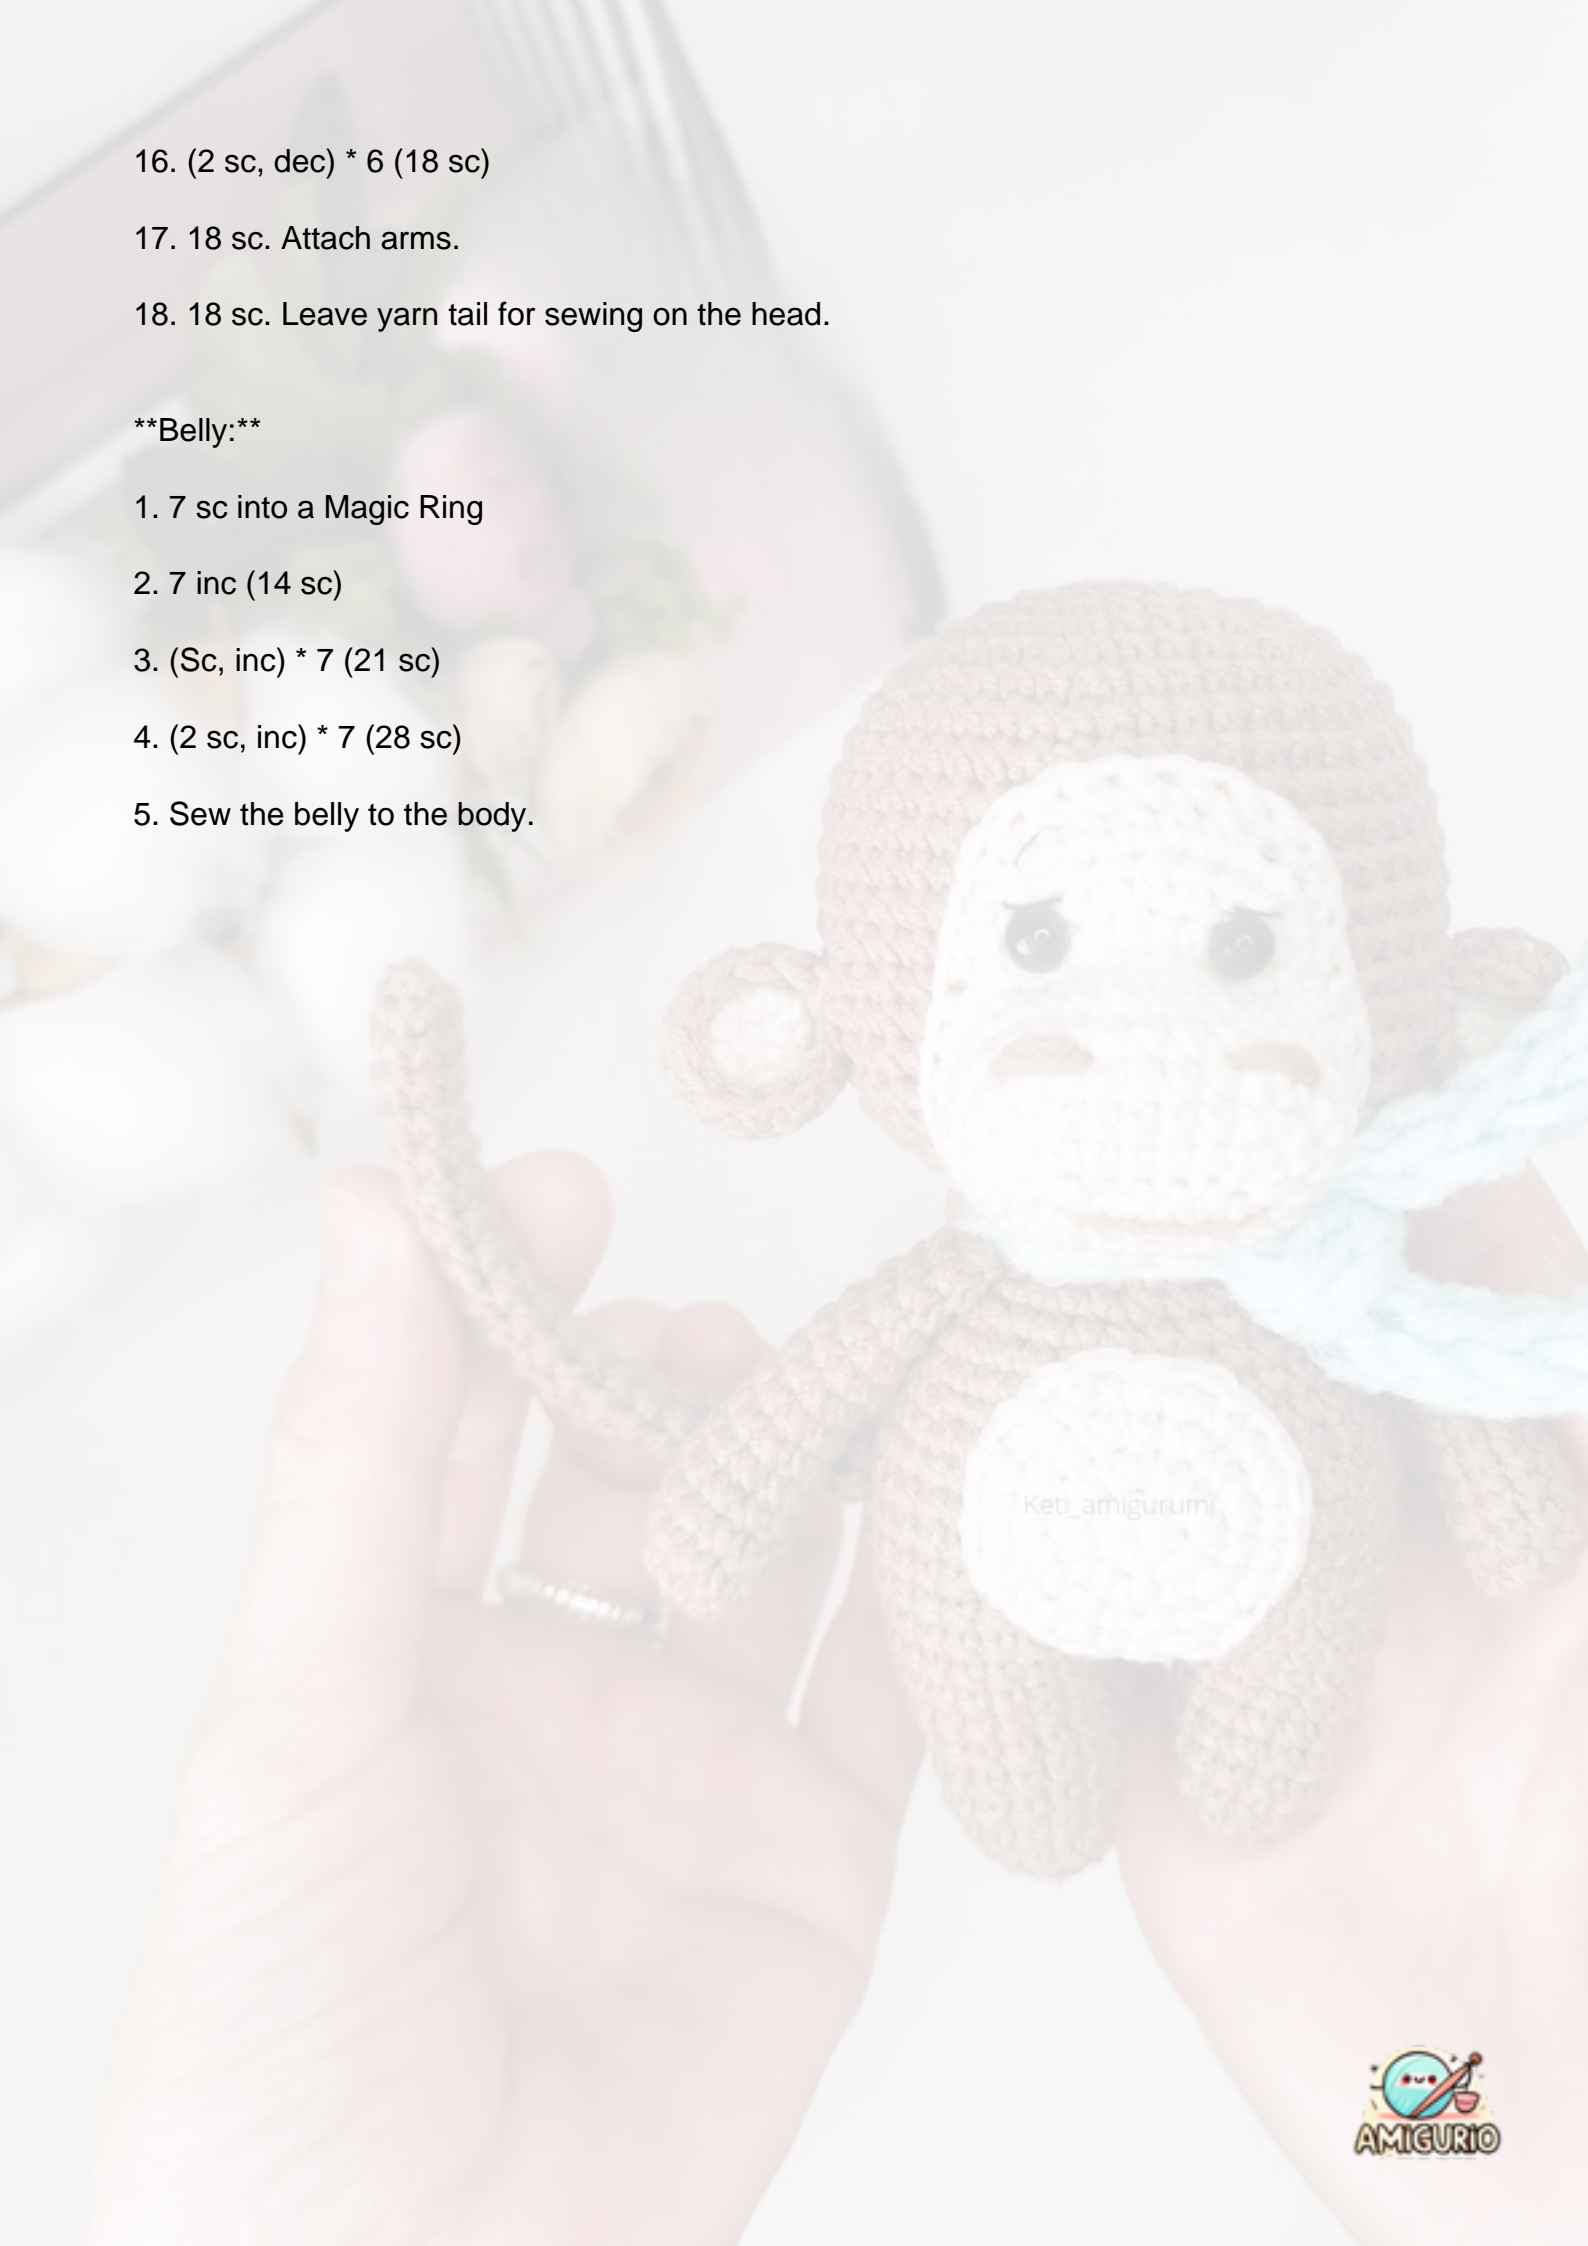 16. (2 sc, dec) * 6 (18 sc)
17. 18 sc. Attach arms.
18. 18 sc. Leave yarn tail for sewing on the head.
**Belly:**
1. 7 sc into a Magic Ring
2. 7 inc (14 sc)
3. (Sc, inc) * 7 (21 sc)
4. (2 sc, inc) * 7 (28 sc)
5. Sew the belly to the body.
Keti_amigurumi
AMIGURIO